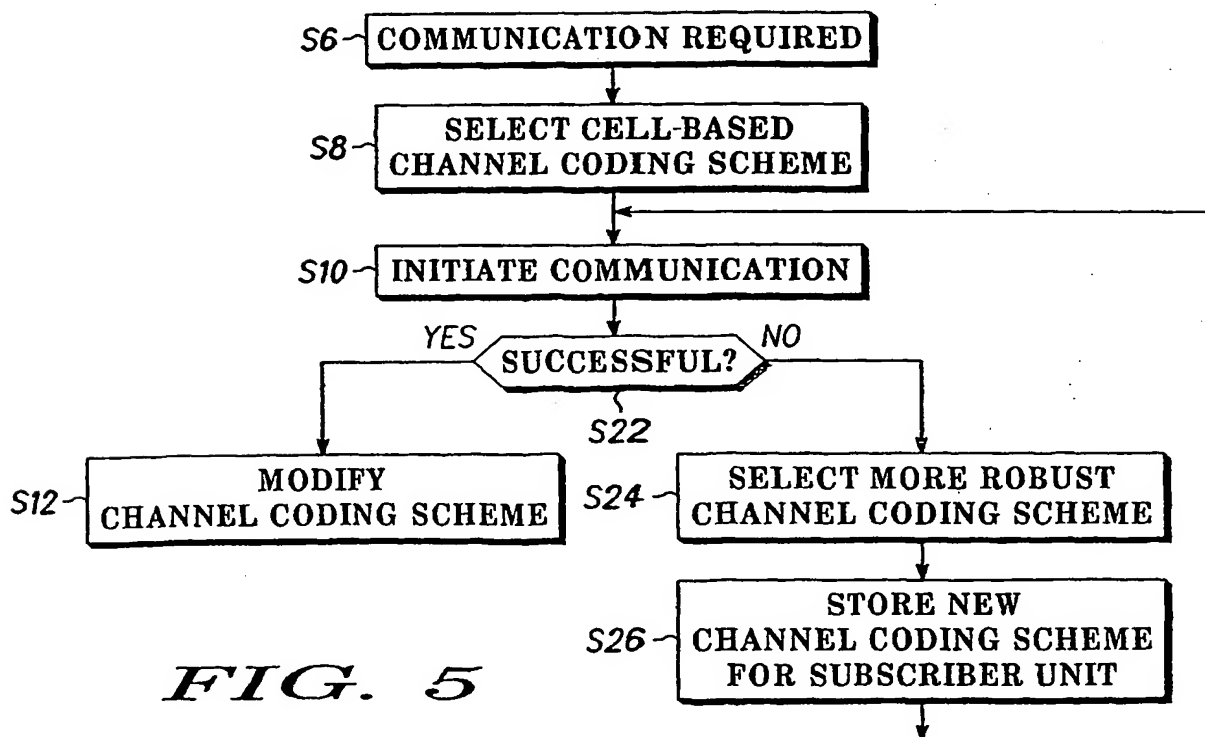 S6
COMMUNICATION REQUIRED
S8
SELECT CELL-BASED
CHANNEL CODING SCHEME
S10
INITIATE COMMUNICATION
YES
SUCCESSFUL?
NO
S22
S12
MODIFY
CHANNEL CODING SCHEME
S24
SELECT MORE ROBUST
CHANNEL CODING SCHEME
S26
STORE NEW
CHANNEL CODING SCHEME
FOR SUBSCRIBER UNIT
FIG. 5